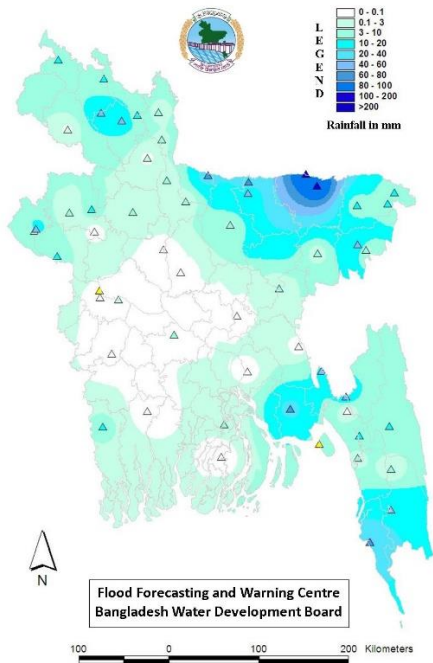 LEGEND
0 - 0.1
0.1 - 3
3 - 10
10 - 20
20 - 40
40 - 60
60 - 80
80 - 100
100 - 200
>200
Rainfall in mm
N
Flood Forecasting and Warning Centre
Bangladesh Water Development Board
100 0 100 200 Kilometers